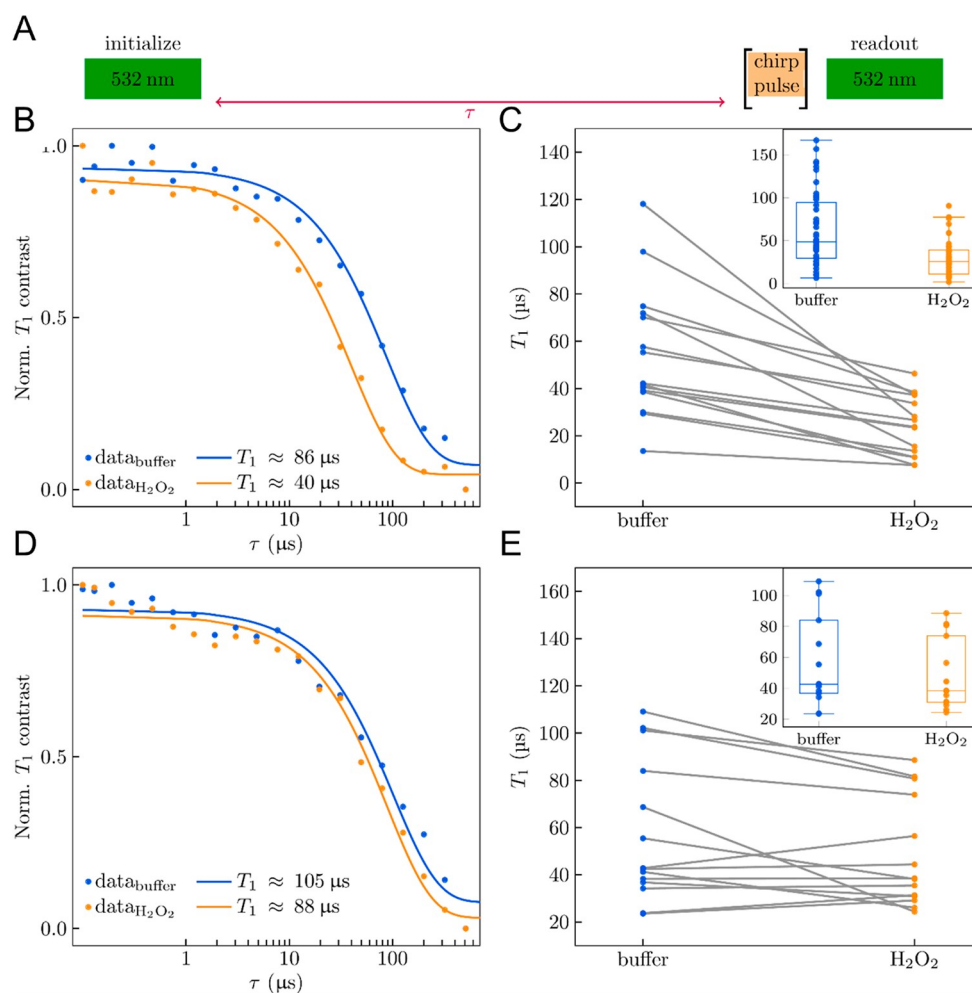 A
initialize
532 nm
τ
chirp
pulse
readout
532 nm
B
Norm. T₁ contrast
1.0
0.5
0.0
data_buffer T₁ ≈ 86 μs
data_H₂O₂ T₁ ≈ 40 μs
1 10 100
τ (μs)
C
T₁ (μs)
140
120
100
80
60
40
20
0
buffer H₂O₂
150
100
50
0
buffer H₂O₂
D
Norm. T₁ contrast
1.0
0.5
0.0
data_buffer T₁ ≈ 105 μs
data_H₂O₂ T₁ ≈ 88 μs
1 10 100
τ (μs)
E
T₁ (μs)
160
140
120
100
80
60
40
20
buffer H₂O₂
100
80
60
40
20
buffer H₂O₂